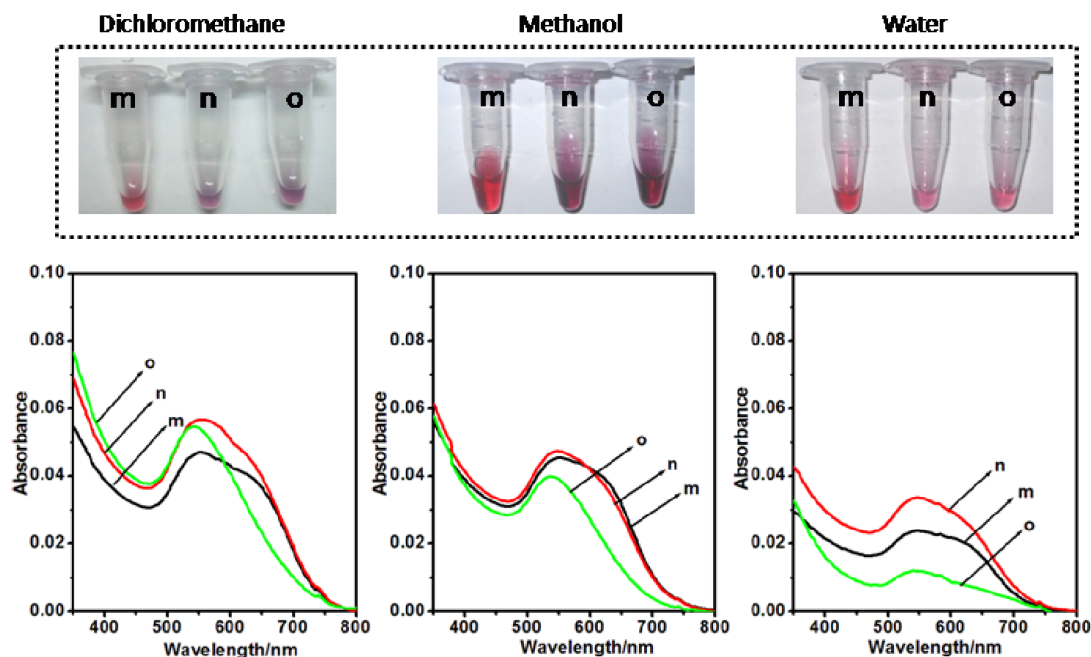 Dichloromethane Methanol Water
m n o m n o m n o
0.10 0.10 0.10
0.08 0.08 0.08
0.06 0.06 0.06
0.04 0.04 0.04
0.02 0.02 0.02
0.00 0.00 0.00
Absorbance Absorbance Absorbance
o n m
o n m
n m o
400 500 600 700 800 400 500 600 700 800 400 500 600 700 800
Wavelength/nm Wavelength/nm Wavelength/nm